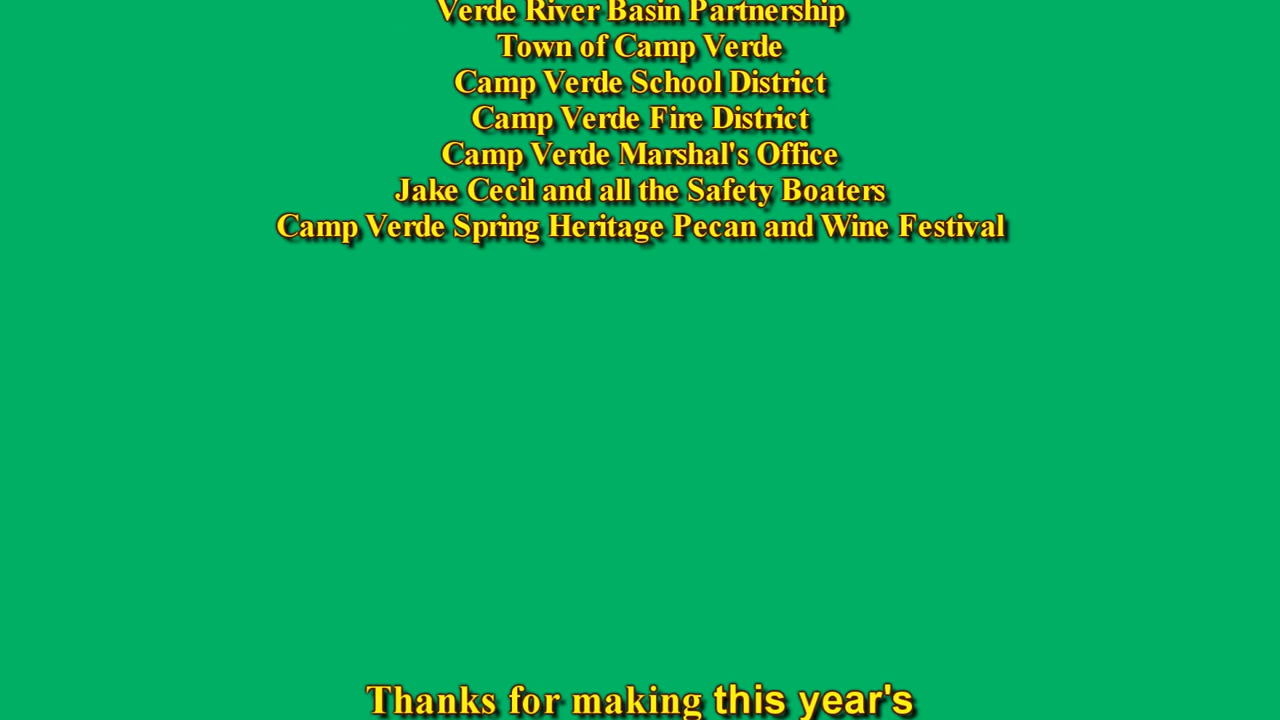 Verde River Basin Partnership
Town of Camp Verde
Camp Verde School District
Camp Verde Fire District
Camp Verde Marshal's Office
Jake Cecil and all the Safety Boaters
Camp Verde Spring Heritage Pecan and Wine Festival
Thanks for making this year's